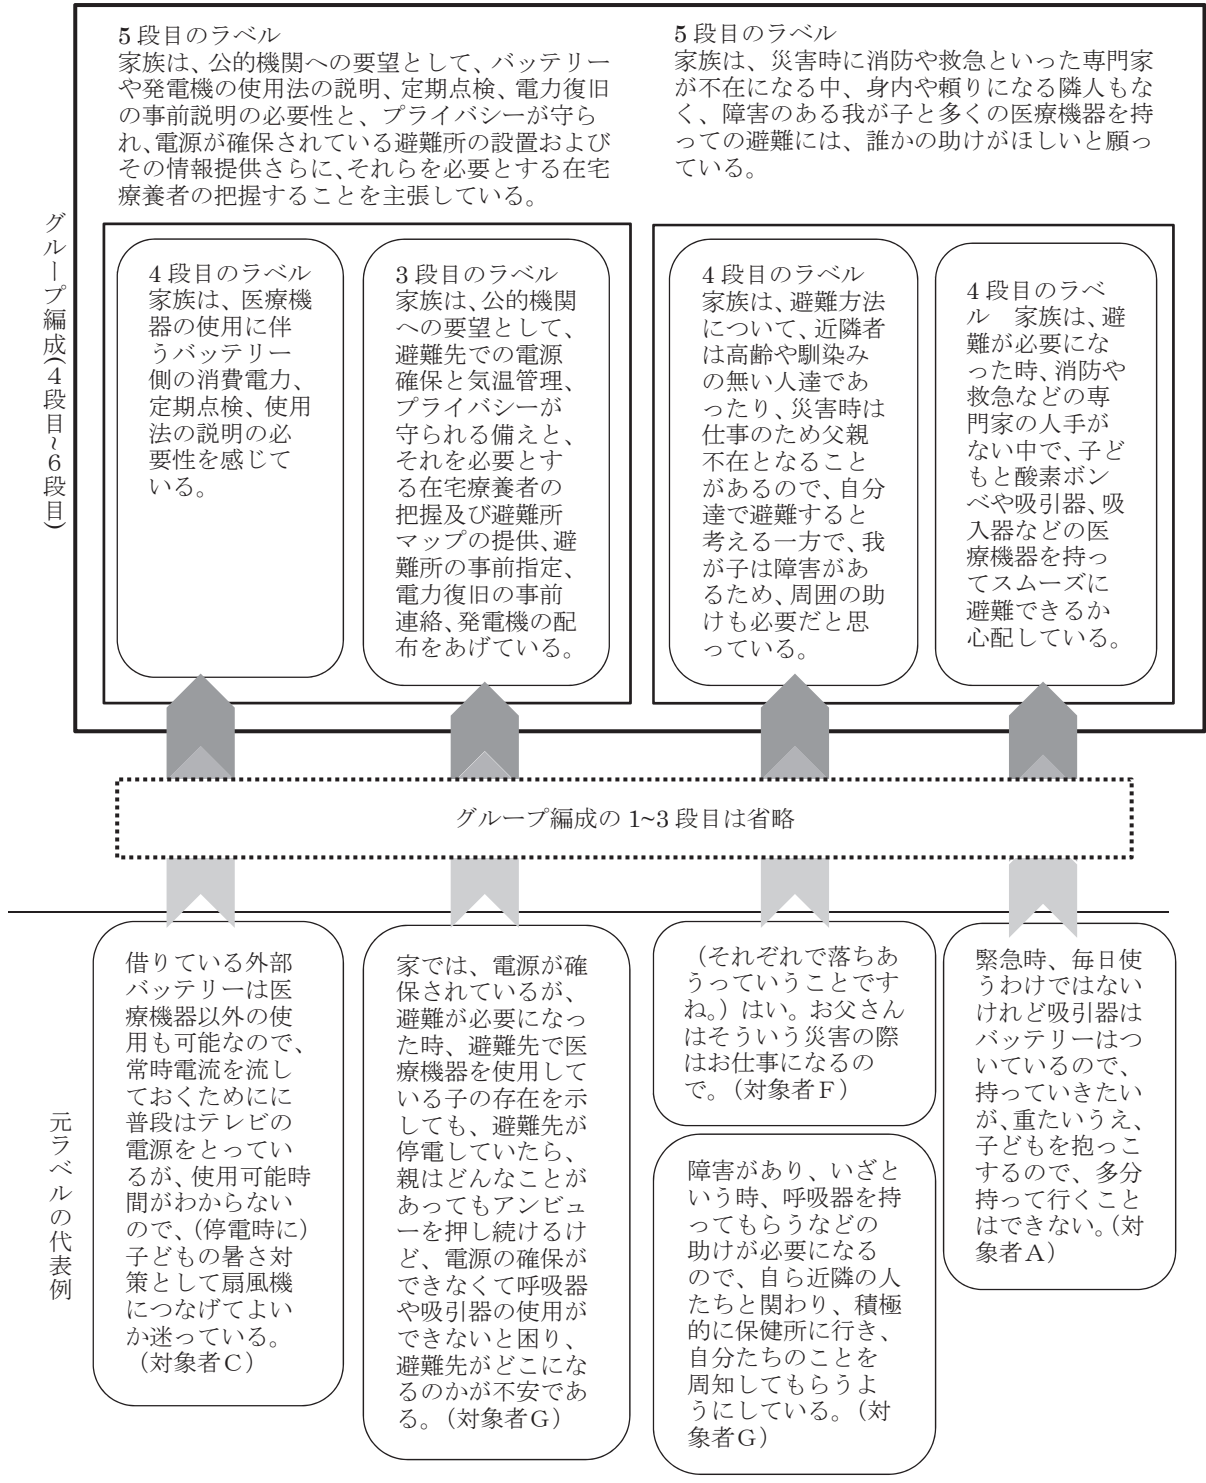 5 段目のラベル
家族は、公的機関への要望として、バッテリー
や発電機の使用法の説明、定期点検、電力復旧
の事前説明の必要性と、プライバシーが守ら
れ、電源が確保されている避難所の設置および
その情報提供さらに、それらを必要とする在宅
療養者の把握することを主張している。
5 段目のラベル
家族は、災害時に消防や救急といった専門家
が不在になる中、身内や頼りになる隣人もな
く、障害のある我が子と多くの医療機器を持
っての避難には、誰かの助けがほしいと願っ
ている。
グループ編成(4段目~6段目)
4 段目のラベル
家族は、医療機
器の使用に伴
うバッテリー
側の消費電力、
定期点検、使用
法の説明の必
要性を感じて
いる。
3 段目のラベル
家族は、公的機関
への要望として、
避難先での電源
確保と気温管理、
プライバシーが
守られる備えと、
それを必要とす
る在宅療養者の
把握及び避難所
マップの提供、避
難所の事前指定、
電力復旧の事前
連絡、発電機の配
布をあげている。
4 段目のラベル
家族は、避難方法
について、近隣者
は高齢や馴染み
の無い人達であ
ったり、災害時は
仕事のため父親
不在となること
があるので、自分
達で避難すると
考える一方で、我
が子は障害があ
るため、周囲の助
けも必要だと思
っている。
4 段目のラベ
ル 家族は、避
難が必要にな
った時、消防や
救急などの専
門家の人手が
ない中で、子ど
もと酸素ボン
ベや吸引器、吸
入器などの医
療機器を持っ
てスムーズに
避難できるか
心配している。
グループ編成の 1~3 段目は省略
元ラベルの代表例
借りている外部
バッテリーは医
療機器以外の使
用も可能なので、
常時電流を流し
ておくためにに
普段はテレビの
電源をとってい
るが、使用可能時
間がわからない
ので、(停電時に)
子どもの暑さ対
策として扇風機
につなげてよい
か迷っている。
(対象者C)
家では、電源が確
保されているが、
避難が必要になっ
た時、避難先で医
療機器を使用して
いる子の存在を示
しても、避難先が
停電していたら、
親はどんなことが
あってもアンビュ
ーを押し続けるけ
ど、電源の確保が
できなくて呼吸器
や吸引器の使用が
できないと困り、
避難先がどこにな
るのかが不安であ
る。(対象者G)
(それぞれで落ちあ
うっていうことです
ね。)はい。お父さん
はそういう災害の際
はお仕事になるの
で。(対象者F)
障害があり、いざと
いう時、呼吸器を持
ってもらうなどの
助けが必要になる
ので、自ら近隣の人
たちと関わり、積極
的に保健所に行き、
自分たちのことを
周知してもらうよ
うにしている。(対
象者G)
緊急時、毎日使
うわけではない
けれど吸引器は
バッテリーはつ
いているので、
持っていきたい
が、重たいうえ、
子どもを抱っこ
するので、多分
持って行くこと
はできない。(対
象者A)